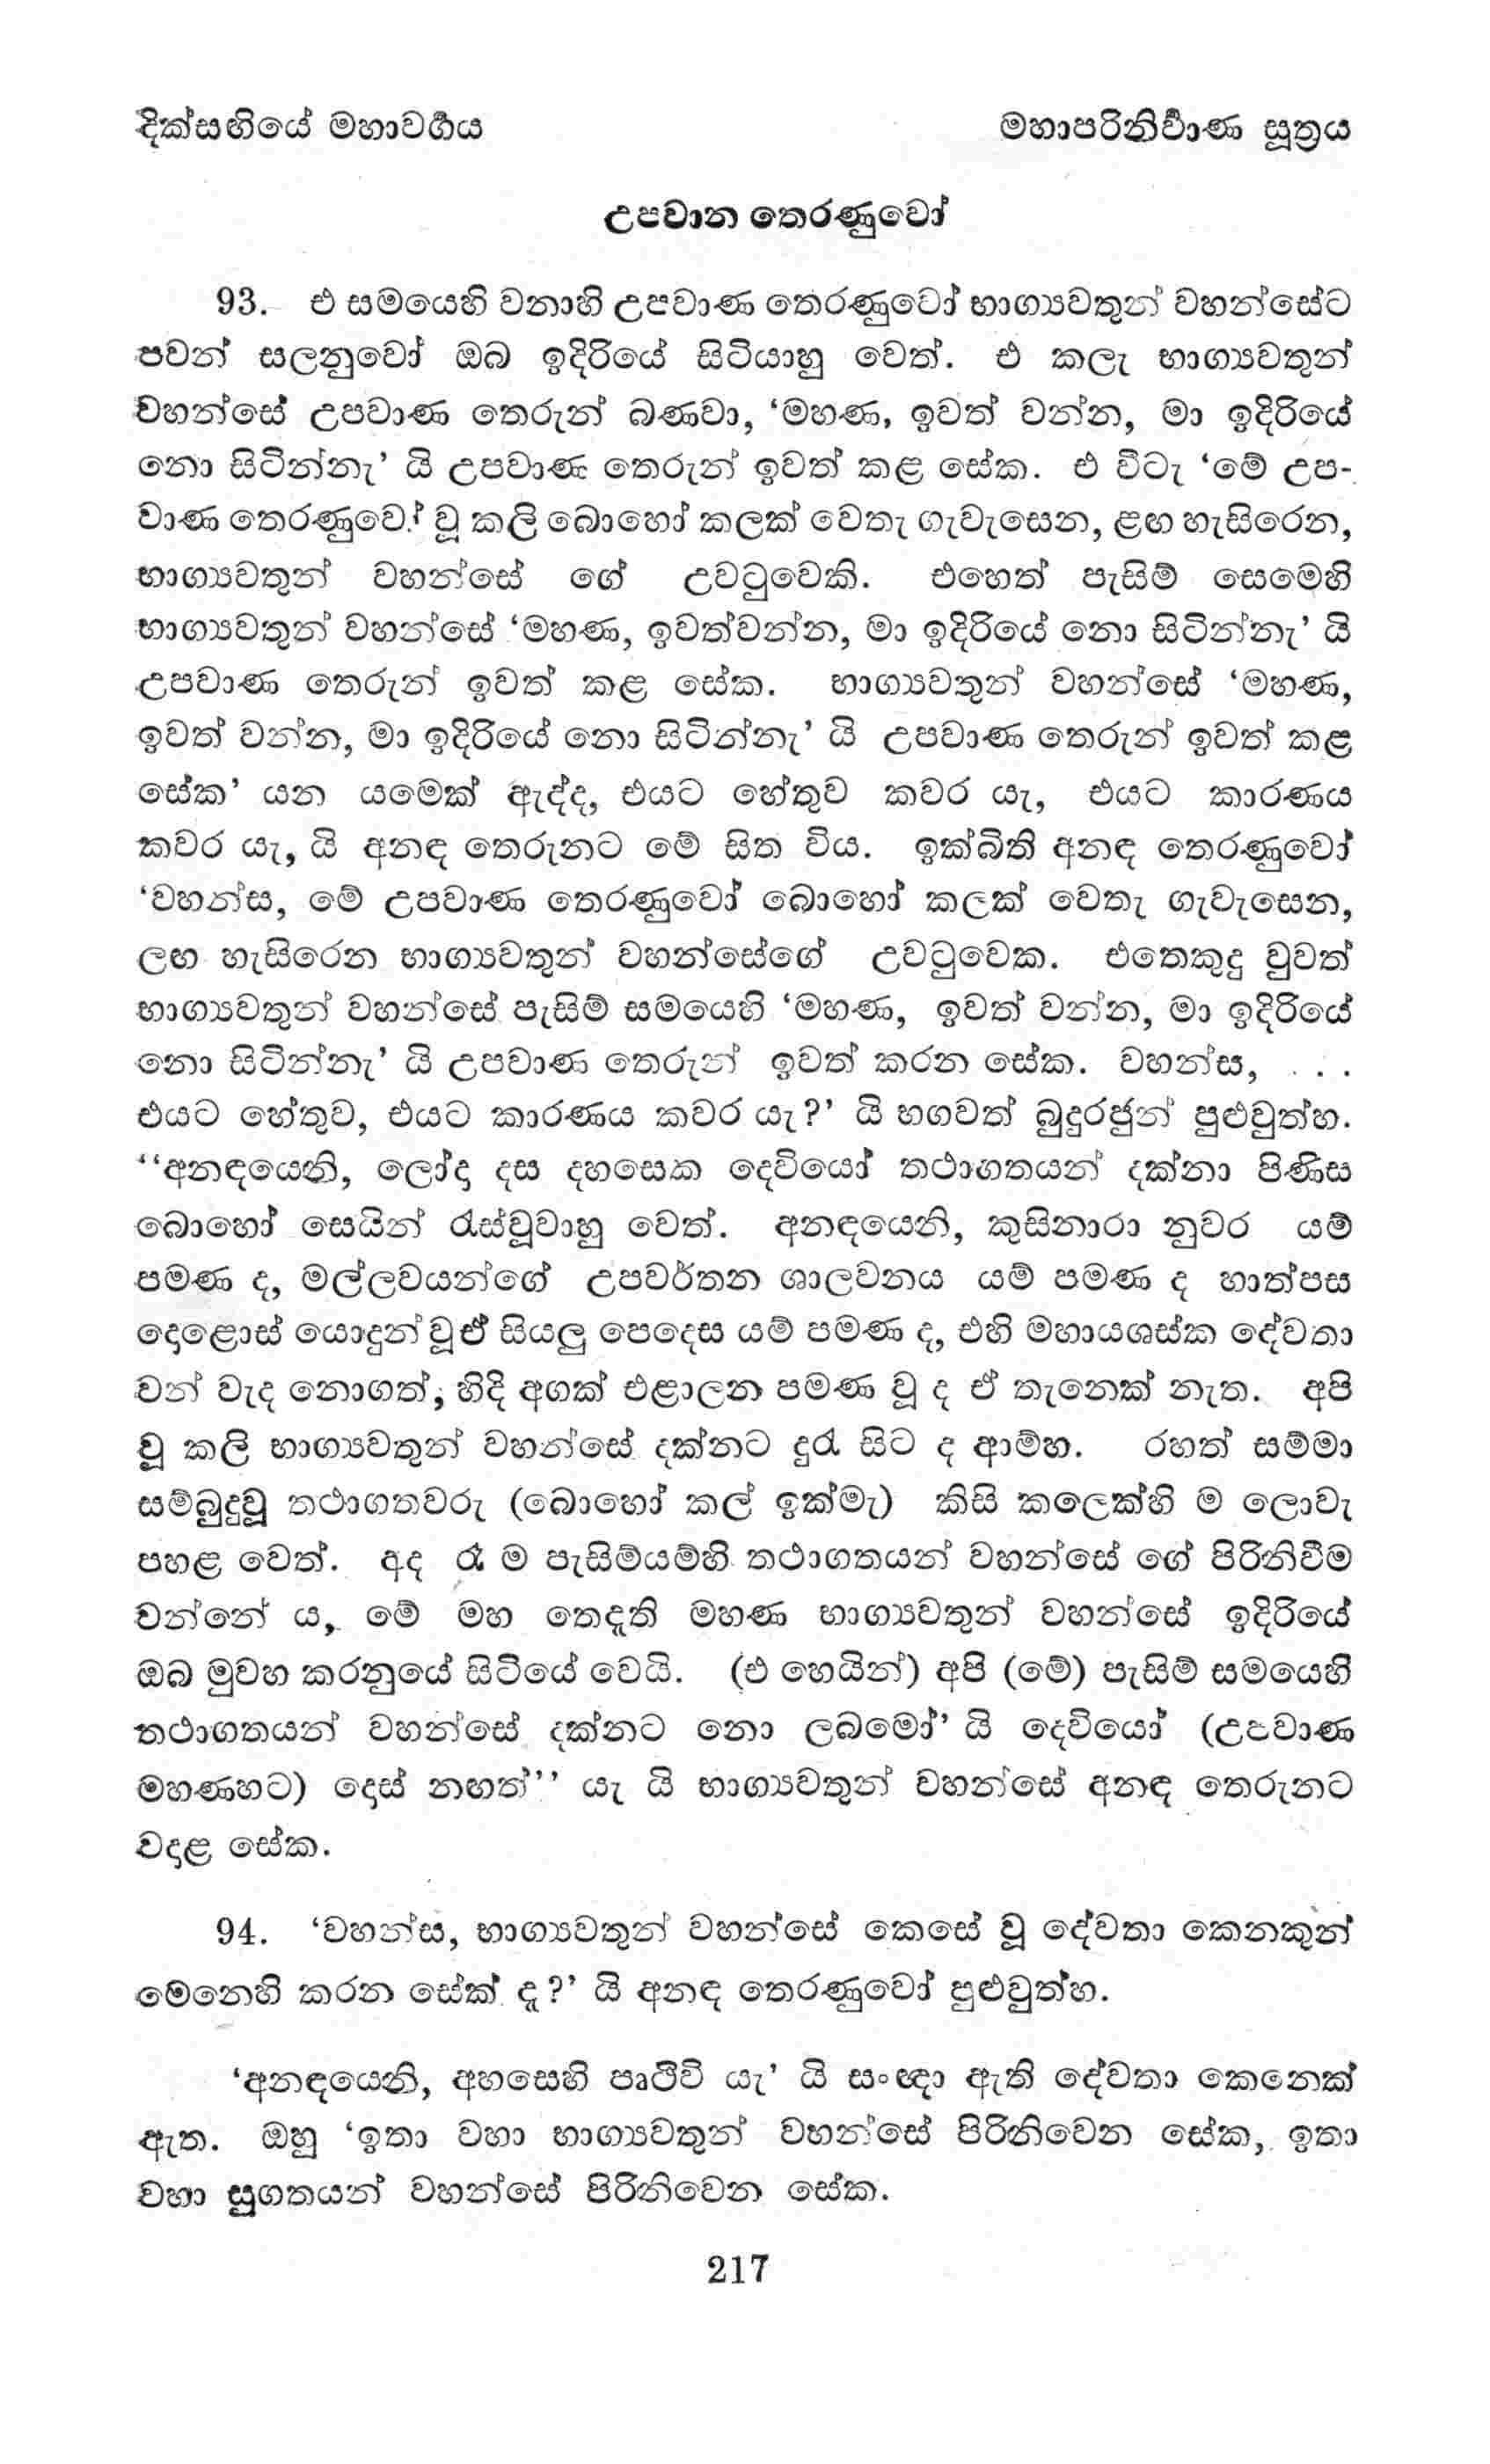 දික්සඟියේ මහාවර්‍ගය
මහාපරිනිර්‍වාණ සූත්‍රය
උපවාන තෙරණුවෝ
93. එ සමයෙහි වනාහි උපවාණ තෙරණුවෝ භාග්‍යවතුන් වහන්සේට
පවන් සලනුවෝ ඔබ ඉදිරියේ සිටියාහු වෙත්. එ කලැ භාග්‍යවතුන්
වහන්සේ උපවාණ තෙරුන් බණවා, ‘මහණ, ඉවත් වන්න, මා ඉදිරියේ
නො සිටින්නැ’ යි උපවාණ තෙරුන් ඉවත් කළ සේක. එ විටැ ‘මේ උප-
වාණ තෙරණුවෝ වූ කලි බොහෝ කලක් වෙතැ ගැවැසෙන, ළඟ හැසිරෙන,
භාග්‍යවතුන් වහන්සේ ගේ උවටුවෙකි. එහෙත් පැසිම් සෙමෙහි
භාග්‍යවතුන් වහන්සේ ‘මහණ, ඉවත්වන්න, මා ඉදිරියේ නො සිටින්නැ’ යි
උපවාණ තෙරුන් ඉවත් කළ සේක. භාග්‍යවතුන් වහන්සේ ‘මහණ,
ඉවත් වන්න, මා ඉදිරියේ නො සිටින්නැ’ යි උපවාණ තෙරුන් ඉවත් කළ
සේක’ යන යමෙක් ඇද්ද, එයට හේතුව කවර යැ, එයට කාරණය
කවර යැ, යි අනඳ තෙරුනට මේ සිත විය. ඉක්බිති අනඳ තෙරණුවෝ
‘වහන්ස, මේ උපවාණ තෙරණුවෝ බොහෝ කලක් වෙතැ ගැවැසෙන,
ලඟ හැසිරෙන භාග්‍යවතුන් වහන්සේගේ උවටුවෙක. එතෙකුදු වුවත්
භාග්‍යවතුන් වහන්සේ පැසිම් සමයෙහි ‘මහණ, ඉවත් වන්න, මා ඉදිරියේ
නො සිටින්නැ’ යි උපවාණ තෙරුන් ඉවත් කරන සේක. වහන්ස, . . .
එයට හේතුව, එයට කාරණය කවර යැ?’ යි භගවත් බුදුරජුන් පුළුවුත්හ.
“අනඳයෙනි, ලෝදා දස දහසෙක දෙවියෝ තථාගතයන් දක්නා පිණිස
බොහෝ සෙයින් රැස්වූවාහු වෙත්. අනඳයෙනි, කුසිනාරා නුවර යම්
පමණ ද, මල්ලවයන්ගේ උපවර්තන ශාලවනය යම් පමණ ද හාත්පස
දොළොස් යොදුන් වූ ඒ සියලු පෙදෙස යම් පමණ ද, එහි මහායශස්ක දේවතා
වන් වැද නොගත්, හිදි අගක් එළාලන පමණ වූ ද ඒ තැනෙක් නැත. අපි
වූ කලි භාග්‍යවතුන් වහන්සේ දක්නට දුරැ සිට ද ආම්හ. රහත් සම්මා
සම්බුදුවූ තථාගතවරු (බොහෝ කල් ඉක්මැ) කිසි කලෙක්හි ම ලොවැ
පහළ වෙත්. අද රෑ ම පැසිම්යම්හි තථාගතයන් වහන්සේ ගේ පිරිනිවීම
වන්නේ ය, මේ මහ තෙදැති මහණ භාග්‍යවතුන් වහන්සේ ඉදිරියේ
ඔබ මුවහ කරනුයේ සිටියේ වෙයි. (එ හෙයින්) අපි (මේ) පැසිම් සමයෙහි
තථාගතයන් වහන්සේ දක්නට නො ලබමෝ’ යි දෙවියෝ (උපවාණ
මහණහට) දොස් නඟත්’’ යැ යි භාග්‍යවතුන් වහන්සේ අනඳ තෙරුනට
වදාළ සේක.
94. ‘වහන්ස, භාග්‍යවතුන් වහන්සේ කෙසේ වූ දේවතා කෙනකුන්
මෙනෙහි කරන සේක් ද?’ යි අනඳ තෙරණුවෝ පුළුවුත්හ.
‘අනඳයෙනි, අහසෙහි පෘථිවි යැ’ යි සංඥා ඇති දේවතා කෙනෙක්
ඇත. ඔහු ‘ඉතා වහා භාග්‍යවතුන් වහන්සේ පිරිනිවෙන සේක, ඉතා
වහා සුගතයන් වහන්සේ පිරිනිවෙන සේක.
217